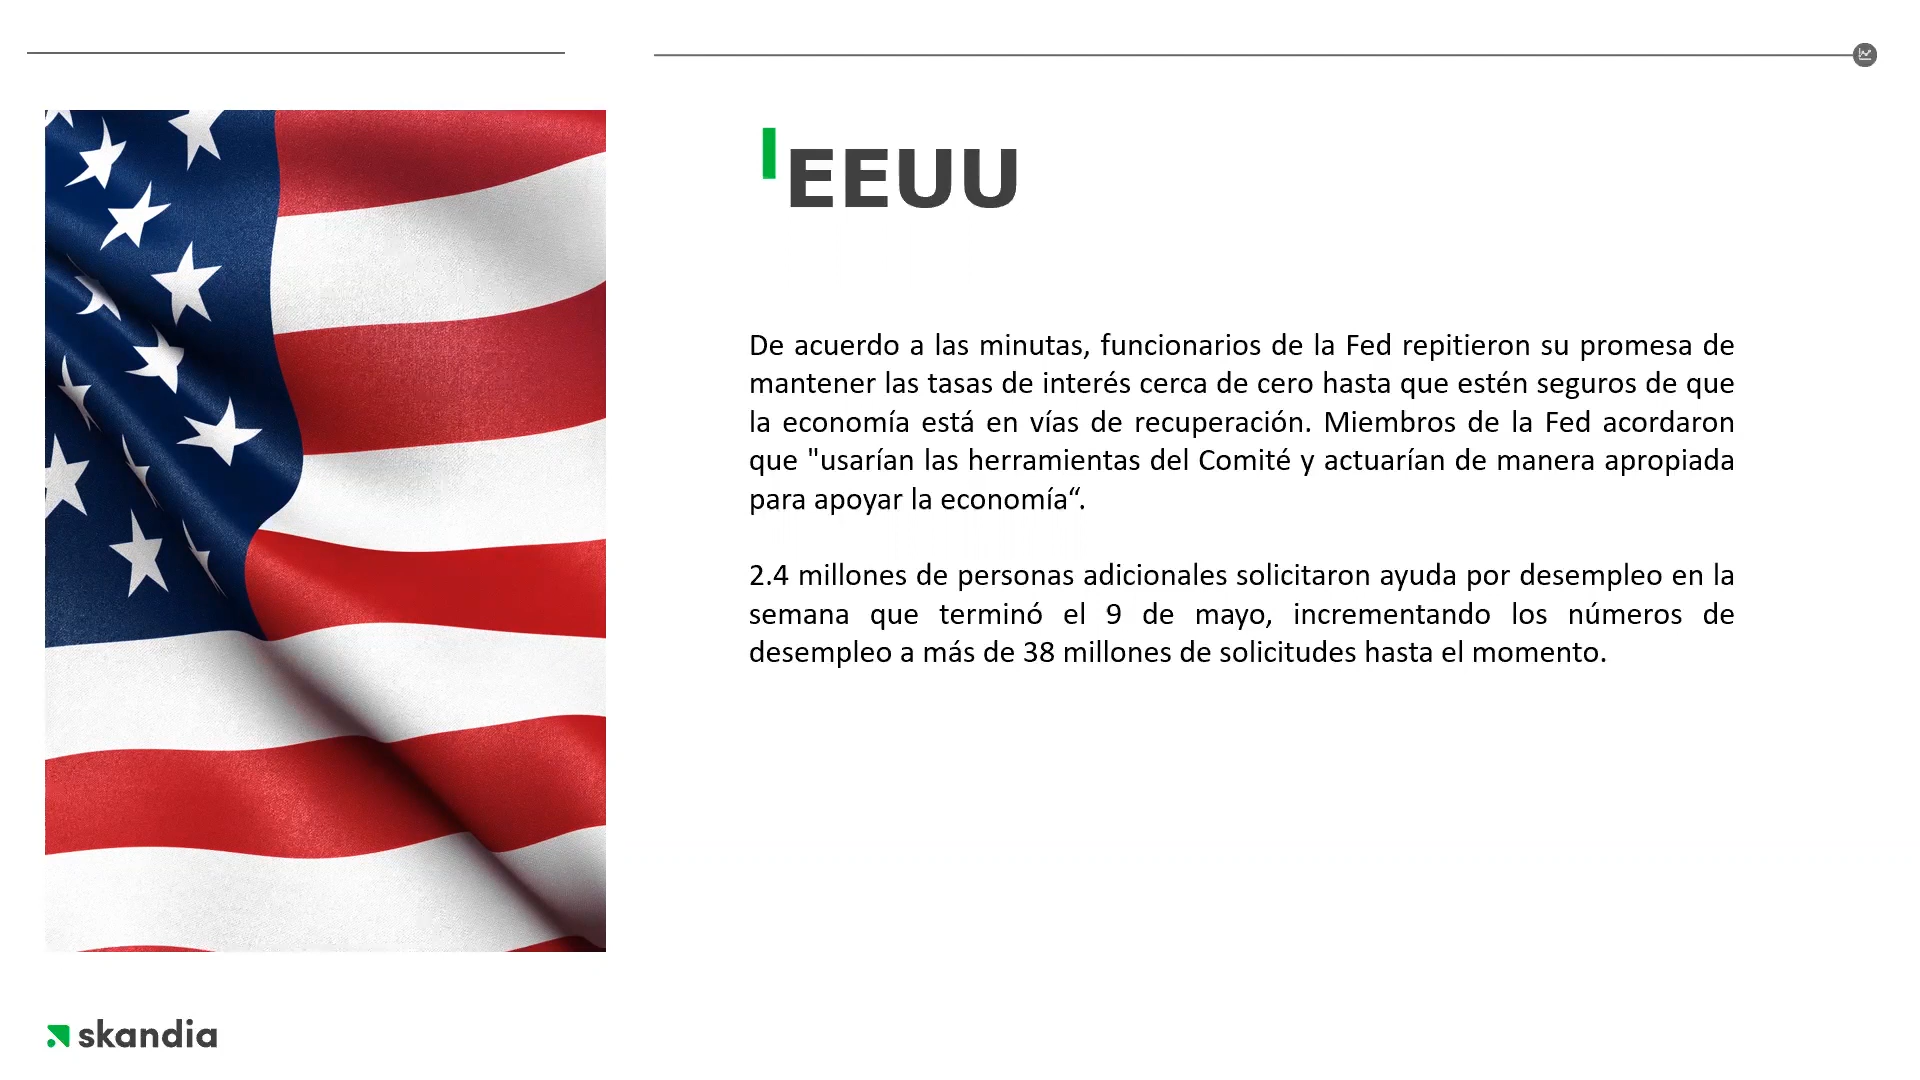 EEUU
De acuerdo a las minutas, funcionarios de la Fed repitieron su promesa de
mantener las tasas de interés cerca de cero hasta que estén seguros de que
la economía está en vías de recuperación. Miembros de la Fed acordaron
que "usarían las herramientas del Comité y actuarían de manera apropiada
para apoyar la economía“.
2.4 millones de personas adicionales solicitaron ayuda por desempleo en la
semana que terminó el 9 de mayo, incrementando los números de
desempleo a más de 38 millones de solicitudes hasta el momento.
skandia